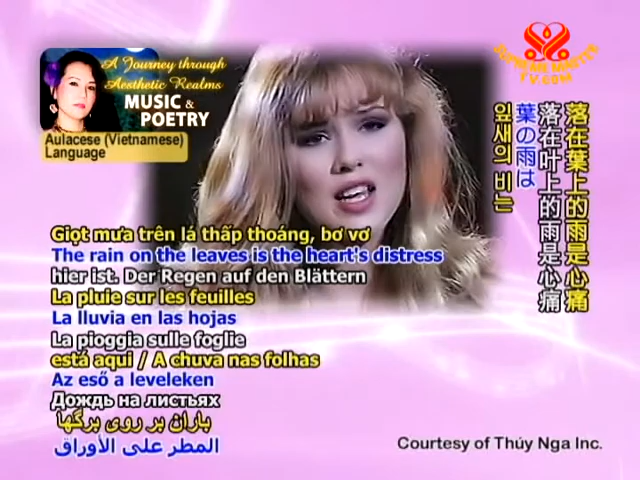 A Journey through
Aesthetic Realms
MUSIC &
POETRY
Aulacese (Vietnamese)
Language
SUPREME MASTER
TV.COM
落在葉上的雨是心痛
落在叶上的雨是心痛
葉の雨は
잎새의 비는
Giọt mưa trên lá thấp thoáng, bơ vơ
The rain on the leaves is the heart's distress
hier ist. Der Regen auf den Blättern
La pluie sur les feuilles
La lluvia en las hojas
La pioggia sulle foglie
está aqui / A chuva nas folhas
Az eső a leveleken
Дождь на листьях
باران بر روی برگها
المطر على الأوراق
Courtesy of Thúy Nga Inc.